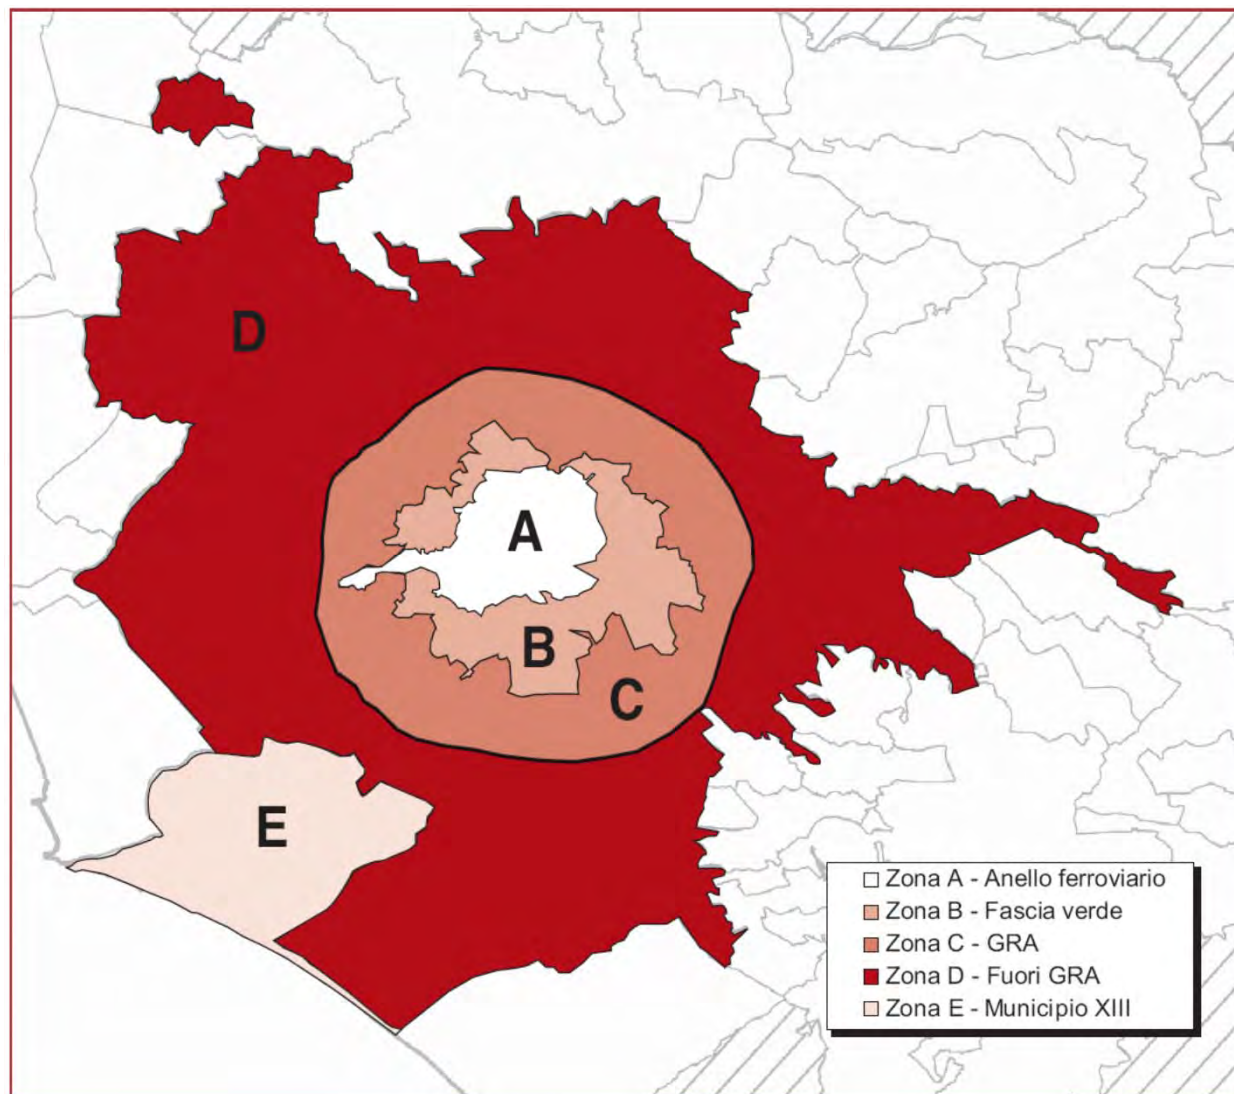 D
A
B
C
E
Zona A - Anello ferroviario
Zona B - Fascia verde
Zona C - GRA
Zona D - Fuori GRA
Zona E - Municipio XIII